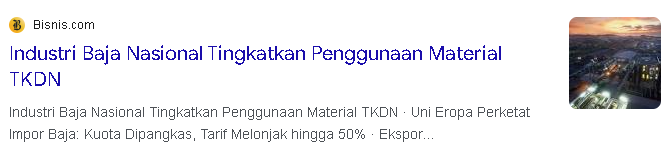 Bisnis.com
Industri Baja Nasional Tingkatkan Penggunaan Material
TKDN
Industri Baja Nasional Tingkatkan Penggunaan Material TKDN · Uni Eropa Perketat
Impor Baja: Kuota Dipangkas, Tarif Melonjak hingga 50% · Ekspor...